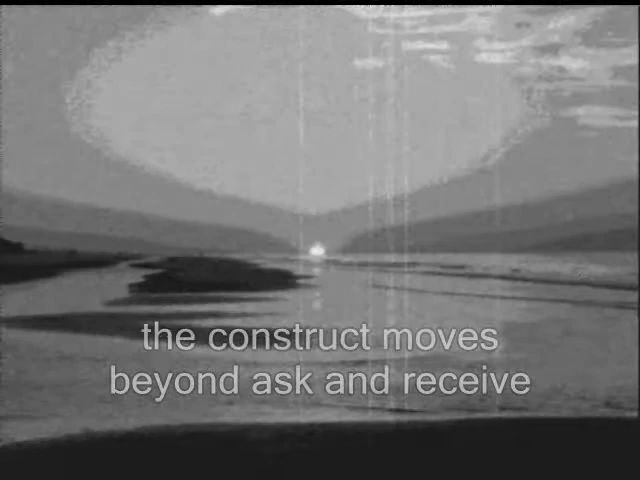 the construct moves
beyond ask and receive